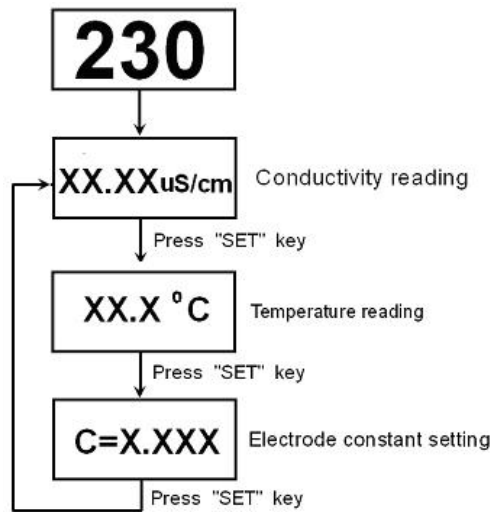 230
XX.XXuS/cm
Conductivity reading
Press "SET" key
XX.X °C
Temperature reading
Press "SET" key
C=X.XXX
Electrode constant setting
Press "SET" key